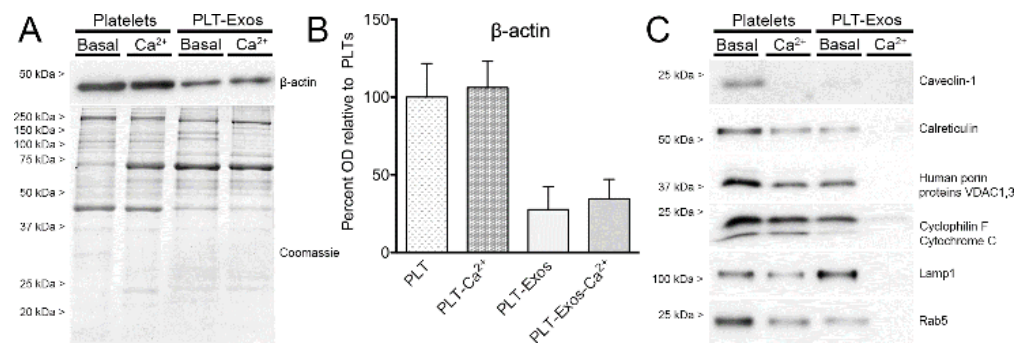 A
Platelets PLT-Exos
Basal Ca²⁺ Basal Ca²⁺
50 kDa >
β-actin
250 kDa >
150 kDa >
100 kDa >
75 kDa >
50 kDa >
37 kDa >
Coomassie
25 kDa >
20 kDa >
B
β-actin
Percent OD relative to PLTs
150
100
50
0
PLT
PLT-Ca²⁺
PLT-Exos
PLT-Exos-Ca²⁺
C
Platelets PLT-Exos
Basal Ca²⁺ Basal Ca²⁺
25 kDa >
Caveolin-1
50 kDa >
Calreticulin
37 kDa >
Human porin
proteins VDAC1,3
25 kDa >
Cyclophilin F
Cytochrome C
100 kDa >
Lamp1
25 kDa >
Rab5